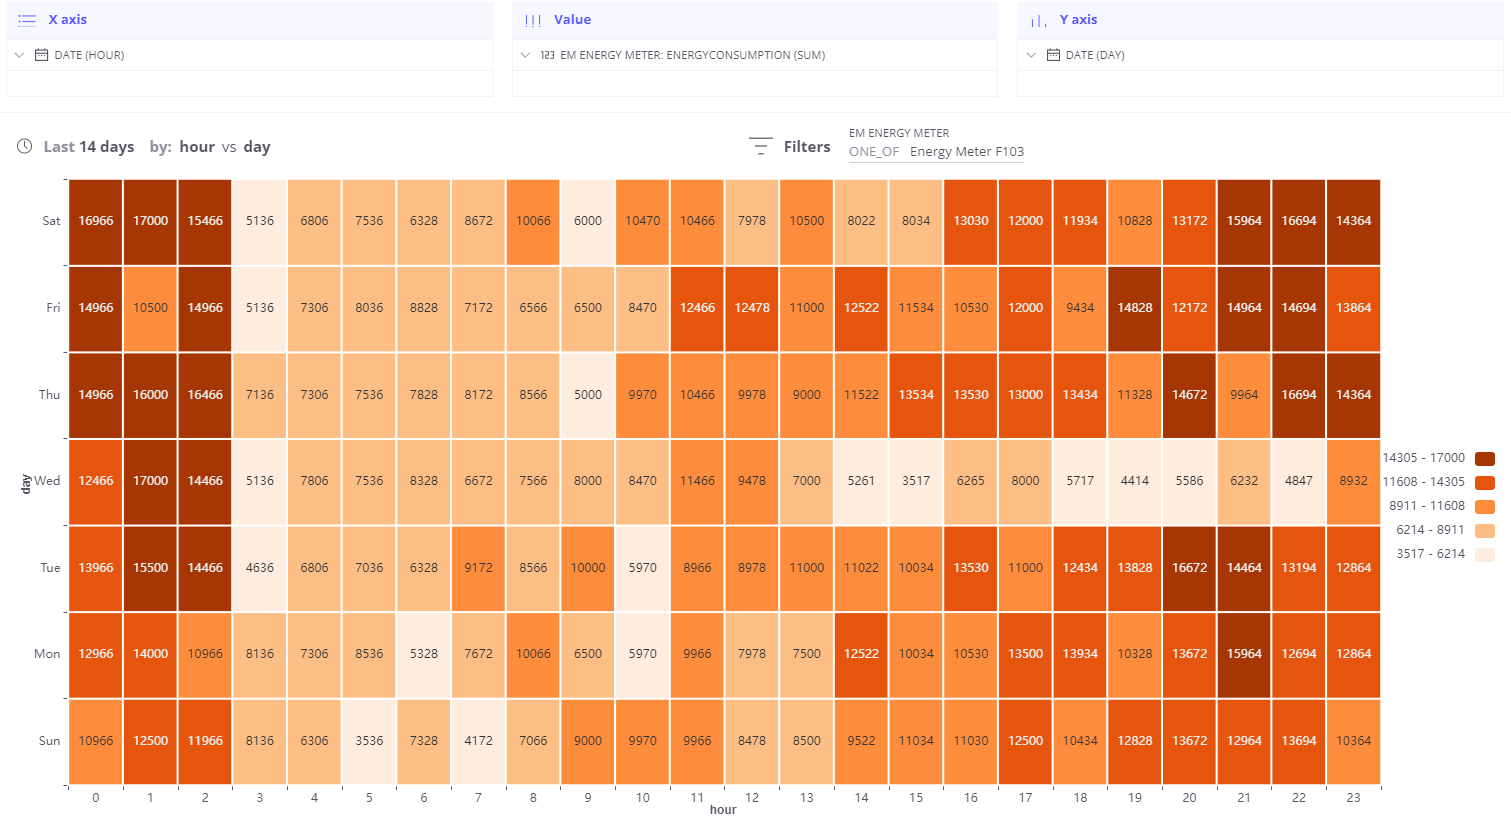 X axis
Value
Y axis
DATE (HOUR)
123 EM ENERGY METER: ENERGYCONSUMPTION (SUM)
DATE (DAY)
Last 14 days by: hour vs day
Filters
EM ENERGY METER
ONE_OF Energy Meter F103
Sat 16966 17000 15466 5136 6806 7536 6328 8672 10066 6000 10470 10466 7978 10500 8022 8034 13030 12000 11934 10828 13172 15964 16694 14364
Fri 14966 10500 14966 5136 7306 8036 8828 7172 6566 6500 8470 12466 12478 11000 12522 11534 10530 12000 9434 14828 12172 14964 14694 13864
Thu 14966 16000 16466 7136 7306 7536 7828 8172 8566 5000 9970 10466 9978 9000 11522 13534 13530 13000 13434 11328 14672 9964 16694 14364
day
Wed 12466 17000 14466 5136 7806 7536 8328 6672 7566 8000 8470 11466 9478 7000 5261 3517 6265 8000 5717 4414 5586 6232 4847 8932
Tue 13966 15500 14466 4636 6806 7036 6328 9172 8566 10000 5970 8966 8978 11000 11022 10034 13530 11000 12434 13828 16672 14464 13194 12864
Mon 12966 14000 10966 8136 7306 8536 5328 7672 10066 6500 5970 9966 7978 7500 12522 10034 10530 13500 13934 10328 13672 15964 12694 12864
Sun 10966 12500 11966 8136 6306 3536 7328 4172 7066 9000 9970 9966 8478 8500 9522 11034 11030 12500 10434 12828 13672 12964 13694 10364
0 1 2 3 4 5 6 7 8 9 10 11 12 13 14 15 16 17 18 19 20 21 22 23
hour
14305 - 17000
11608 - 14305
8911 - 11608
6214 - 8911
3517 - 6214